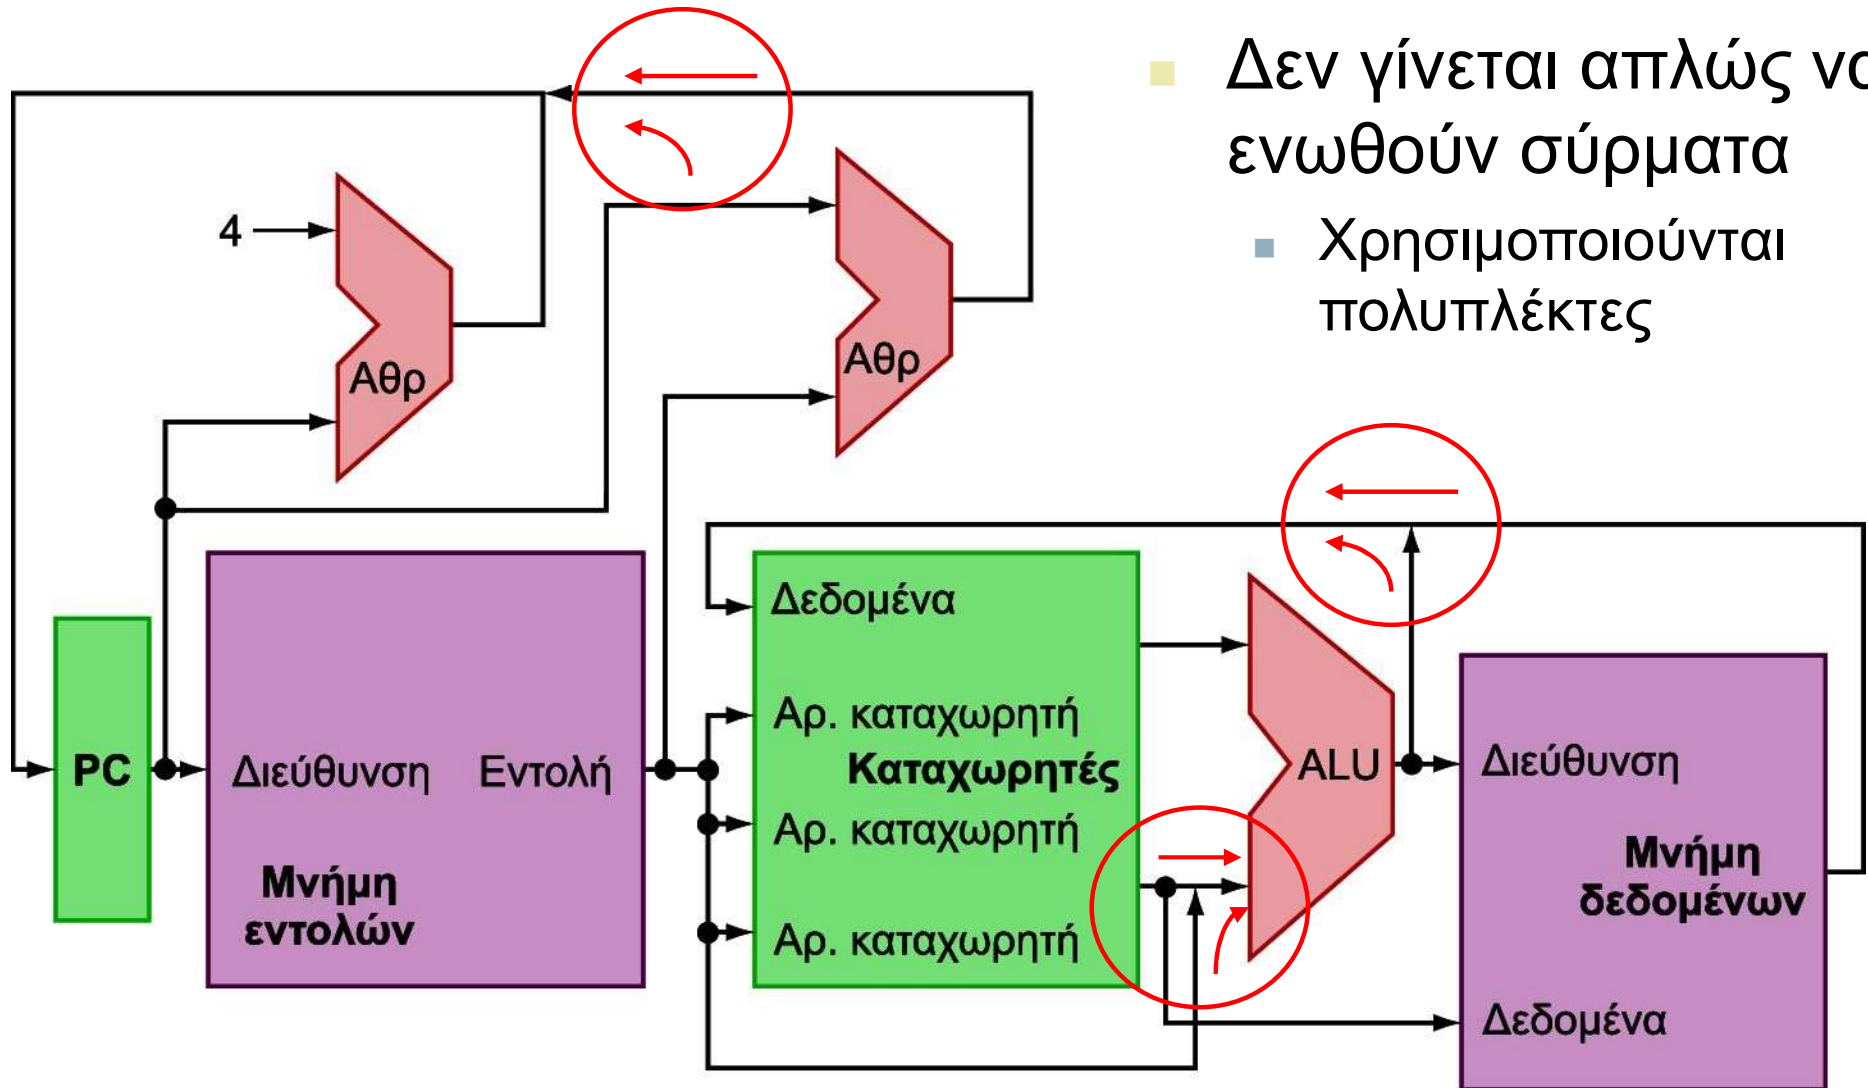 Δεν γίνεται απλώς να
ενωθούν σύρματα
Χρησιμοποιούνται
πολυπλέκτες
4
Αθρ
Αθρ
PC
Διεύθυνση
Εντολή
Μνήμη
εντολών
Δεδομένα
Αρ. καταχωρητή
Καταχωρητές
Αρ. καταχωρητή
Αρ. καταχωρητή
ALU
Διεύθυνση
Μνήμη
δεδομένων
Δεδομένα